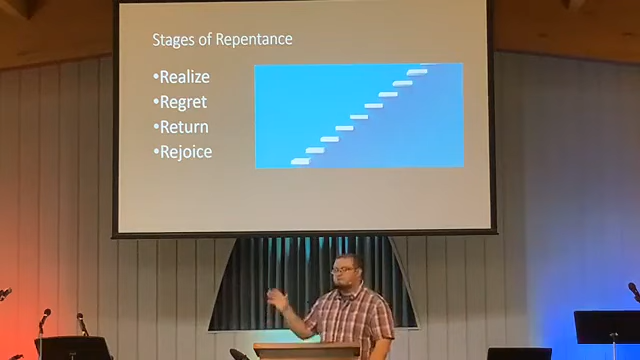 Stages of Repentance
•Realize
•Regret
•Return
•Rejoice